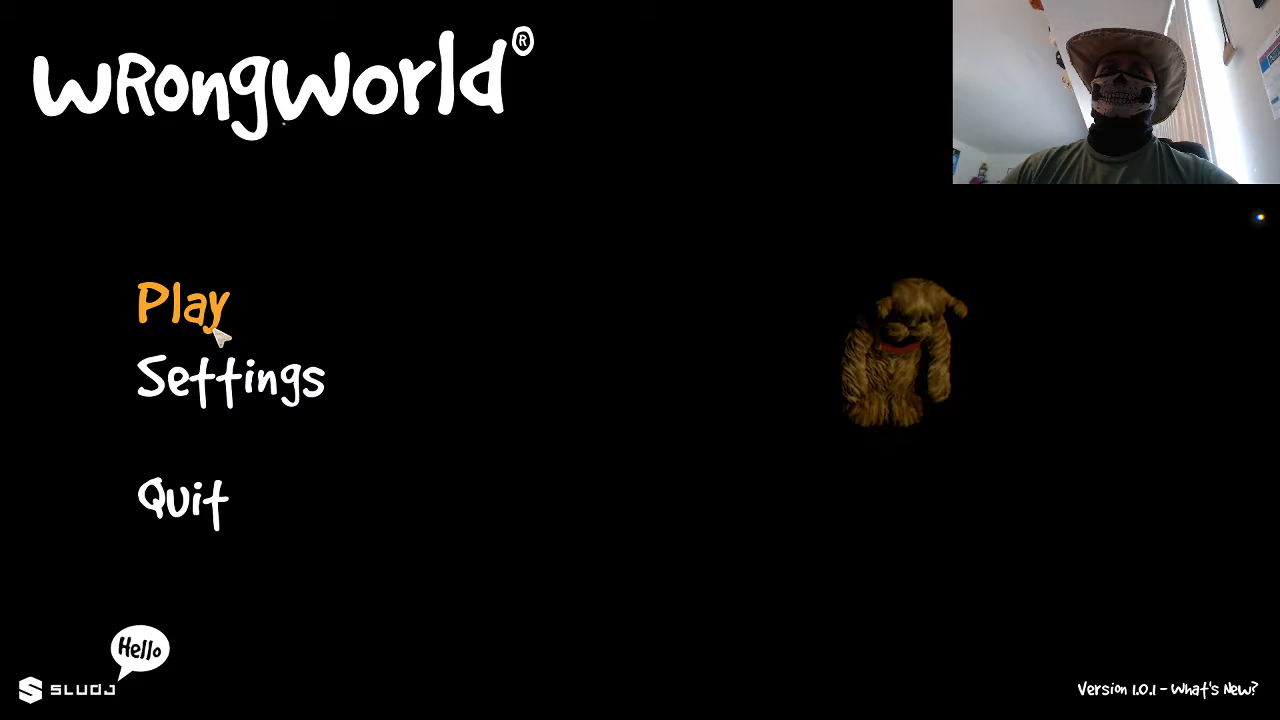 wRongworld®
Play
Settings
Quit
Hello
SLUDJ
Version 1.0.1 - What's New?